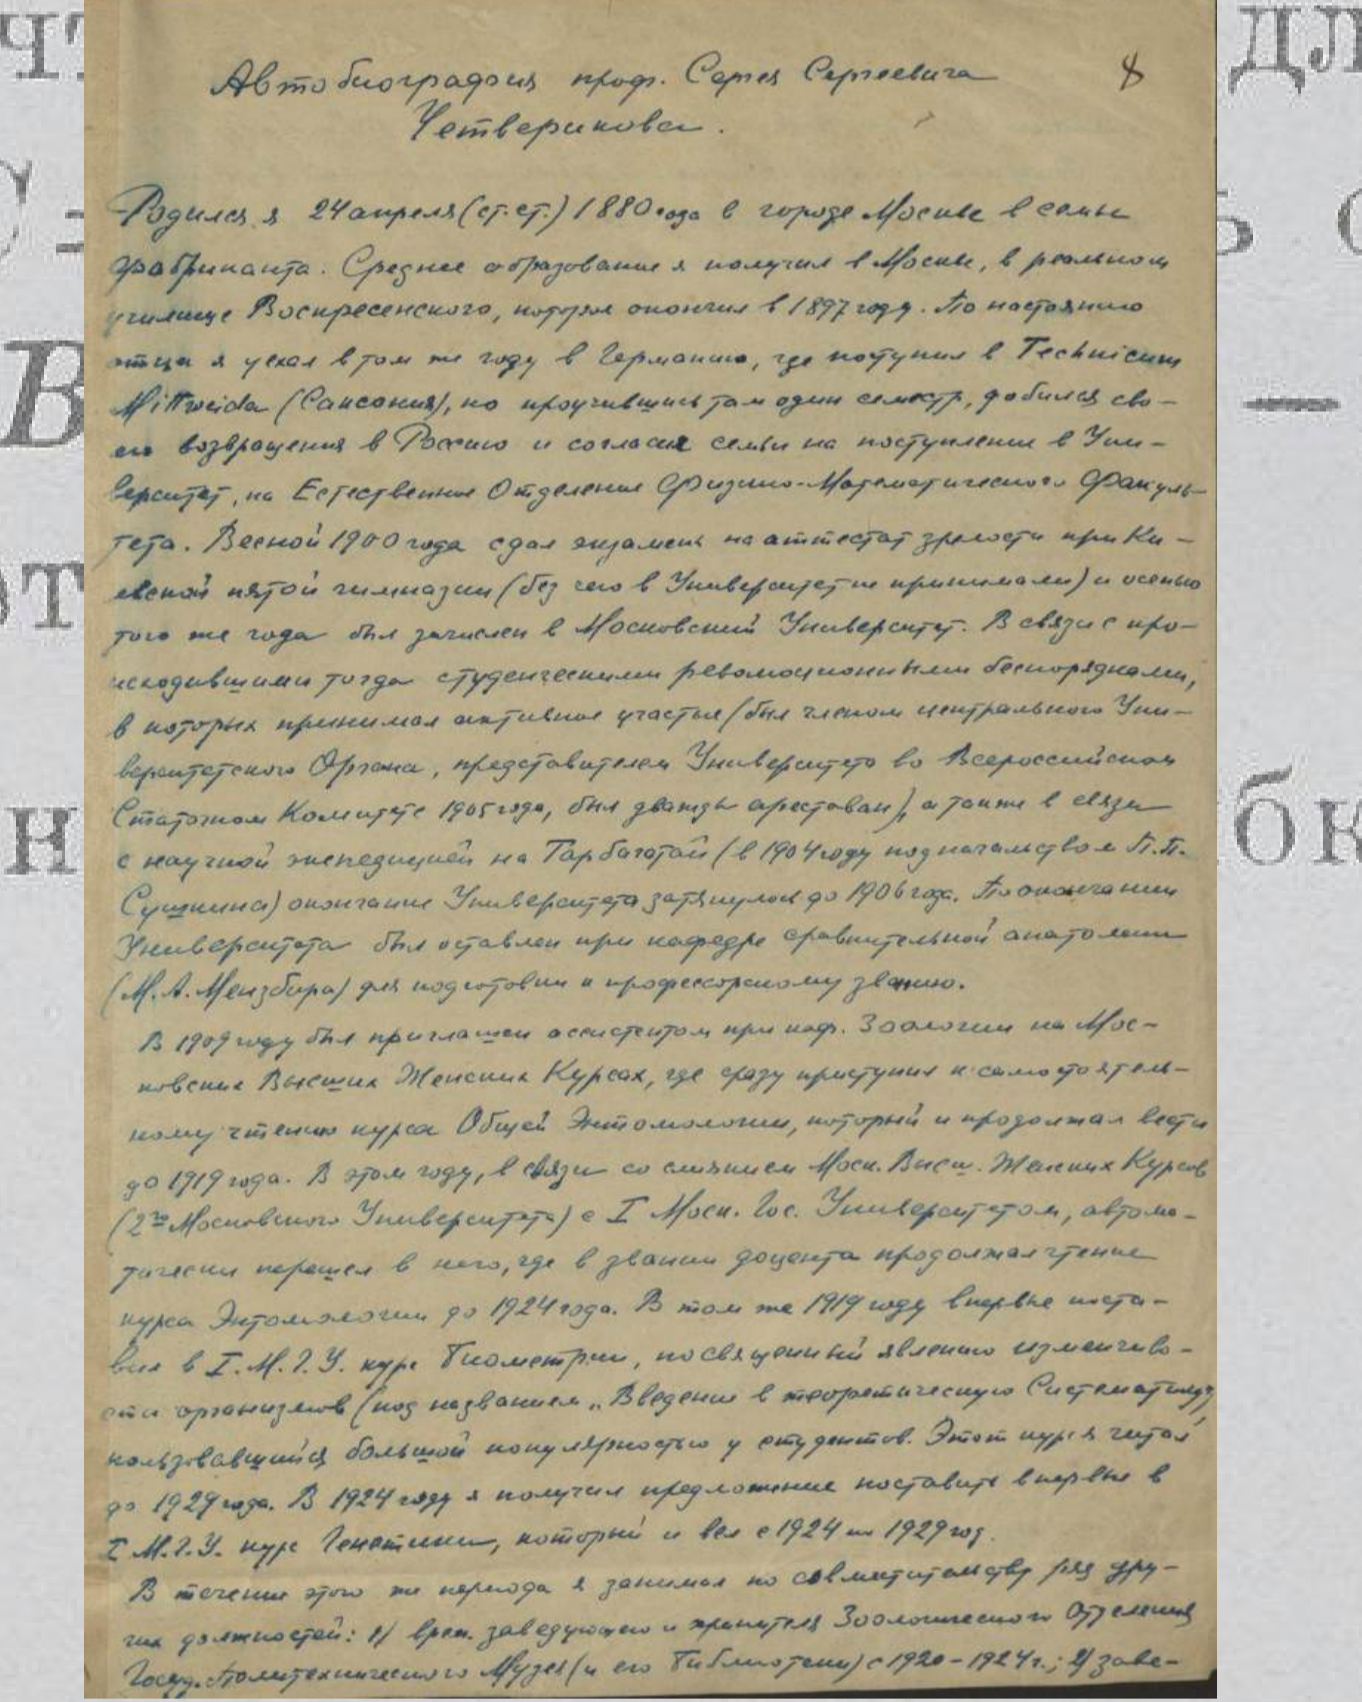 Автобиография проф. Сергея Сергеевича
8
Четверикова.
Родился я 24 апреля (ст. ст.) 1880 года в городе Москве в семье
фабриканта. Среднее образование я получил в Москве, в реальном
училище Воскресенского, которое окончил в 1897 году. По настоянию
отца я уехал в том же году в Германию, где поступил в Technicum
Mittweida (Саксония), но проучившись там один семестр, добился сво-
его возвращения в Россию и согласия семьи на поступление в Уни-
верситет, на Естественное Отделение Физико-Математического Факуль-
тета. Весной 1900 года сдал экзамен на аттестат зрелости при Ки-
евской пятой гимназии (без чего в Университет не принимали) и осенью
того же года был зачислен в Московский Университет. В связи с про-
исходившими тогда студенческими революционными беспорядками,
в которых принимал активное участье (был членом центрального Уни-
верситетского Органа, представителем Университета во Всероссийском
Стачечном Комитете 1905 года, был дважды арестован), а также в связи
с научной экспедицией на Тарбагатай (в 1904 году под начальством П.П.
Сушкина) окончание Университета затянулось до 1906 года. По окончании
Университета был оставлен при кафедре сравнительной анатомии
(М.А. Мензбира) для подготовки к профессорскому званию.
В 1909 году был приглашен ассистентом при каф. Зоологии на Мос-
ковские Высшие Женские Курсах, где сразу приступил к самостоятель-
ному чтению курса Общей Энтомологии, который и продолжал вести
до 1919 года. В этом году, в связи со слиянием Моск. Высш. Женских Курсов
(2го Московского Университета) с I Моск. Гос. Университетом, автома-
тически перешел в него, где в звании доцента продолжал чтение
курса Энтомологии до 1924 года. В том же 1919 году впервые поста-
вил в I. М. Г. У. курс Биометрии, посвященный явлению изменчиво-
сти организмов (под названием „Введение в теоретическую Систематику"),
пользовавшийся большой популярностью у студентов. Этот курс я читал
до 1929 года. В 1924 году я получил предложение поставить впервые в
I М.Г.У. курс Генетики, который и вел с 1924 по 1929 год.
В течении этого же периода я занимал по совместительству ряд дру-
гих должностей: 1) врем. заведующего и хранителя Зоологического Отделения
Госуд. Политехнического Музея (и его Библиотеки) с 1920-1924 г.; 2) заве-
чт
дл
В
—
от
н
бк